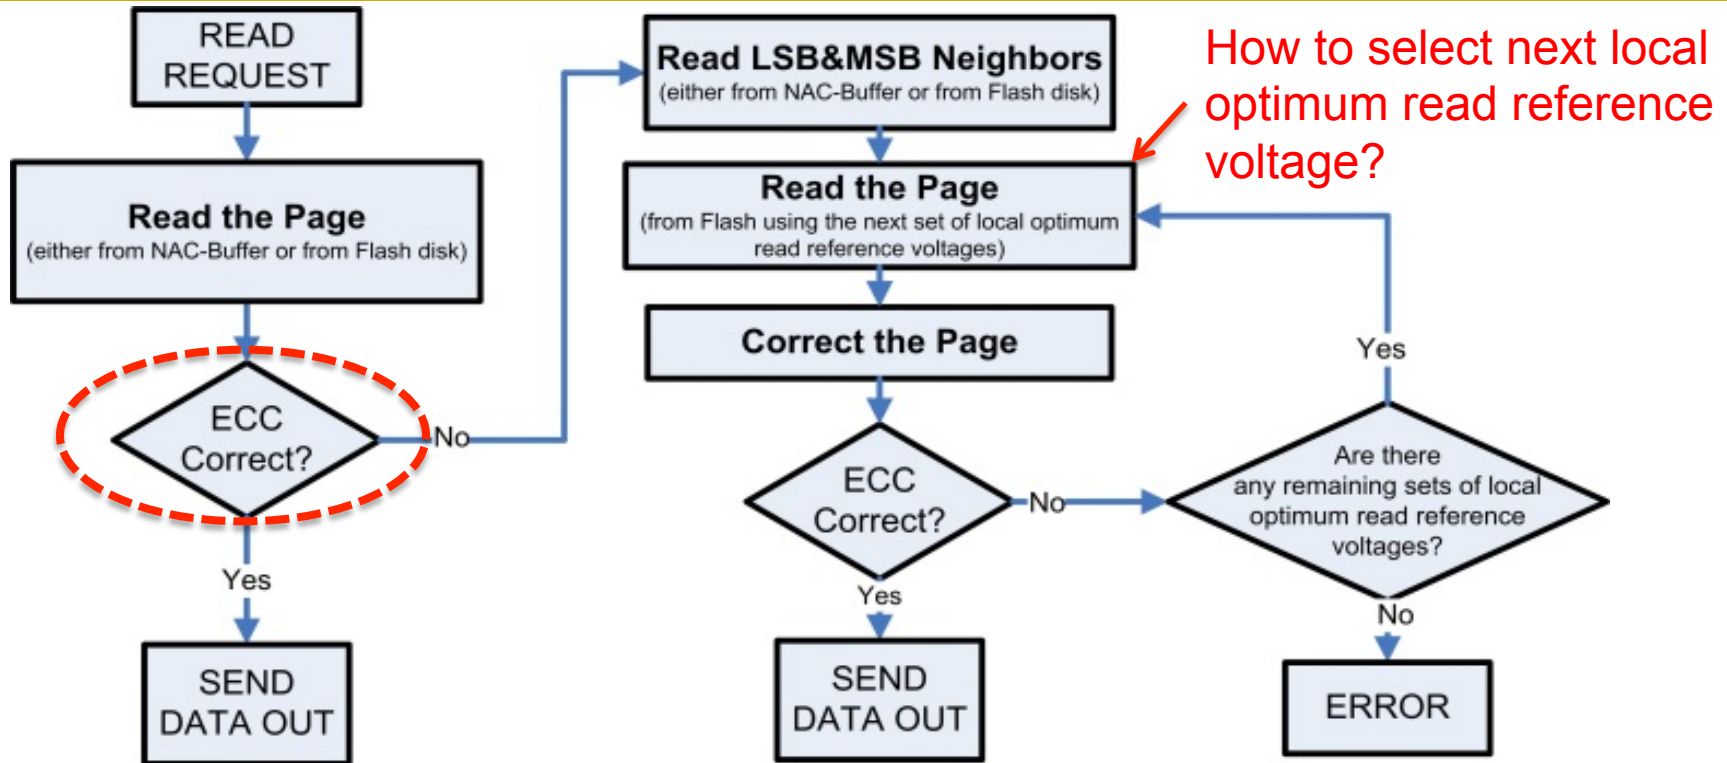 READ
REQUEST
Read the Page
(either from NAC-Buffer or from Flash disk)
ECC
Correct?
No
Yes
SEND
DATA OUT
Read LSB&MSB Neighbors
(either from NAC-Buffer or from Flash disk)
How to select next local
optimum read reference
voltage?
Read the Page
(from Flash using the next set of local optimum
read reference voltages)
Correct the Page
ECC
Correct?
No
Yes
SEND
DATA OUT
Are there
any remaining sets of local
optimum read reference
voltages?
Yes
No
ERROR